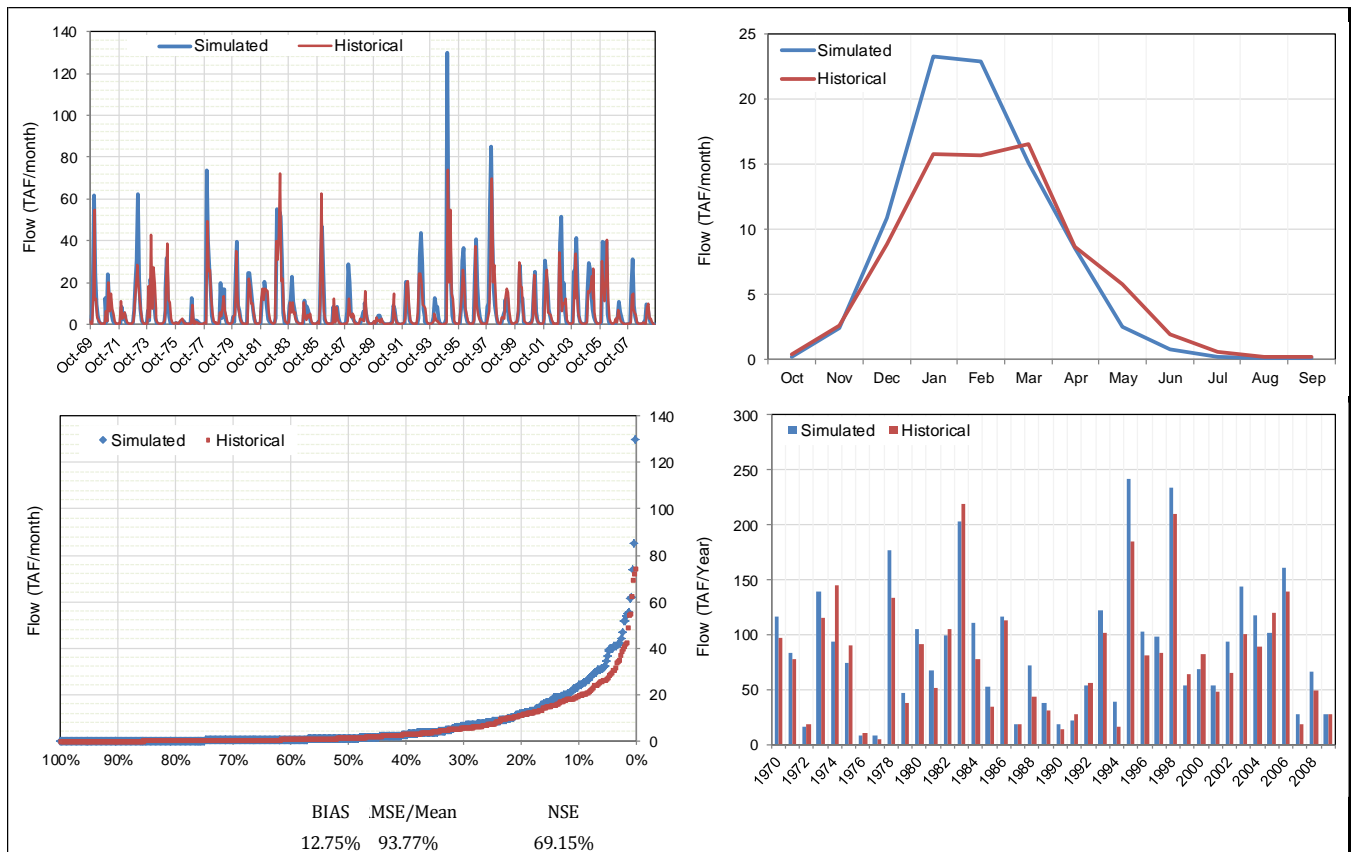 Simulated Historical
Flow (TAF/month)
140
120
100
80
60
40
20
0
Oct-69 Oct-71 Oct-73 Oct-75 Oct-77 Oct-79 Oct-81 Oct-83 Oct-85 Oct-87 Oct-89 Oct-91 Oct-93 Oct-95 Oct-97 Oct-99 Oct-01 Oct-03 Oct-05 Oct-07
Simulated
Historical
Flow (TAF/month)
25
20
15
10
5
0
Oct Nov Dec Jan Feb Mar Apr May Jun Jul Aug Sep
Simulated Historical
Flow (TAF/month)
140
120
100
80
60
40
20
0
100% 90% 80% 70% 60% 50% 40% 30% 20% 10% 0%
Simulated Historical
Flow (TAF/Year)
300
250
200
150
100
50
0
1970 1972 1974 1976 1978 1980 1982 1984 1986 1988 1990 1992 1994 1996 1998 2000 2002 2004 2006 2008
BIAS .MSE/Mean NSE
12.75% 93.77% 69.15%